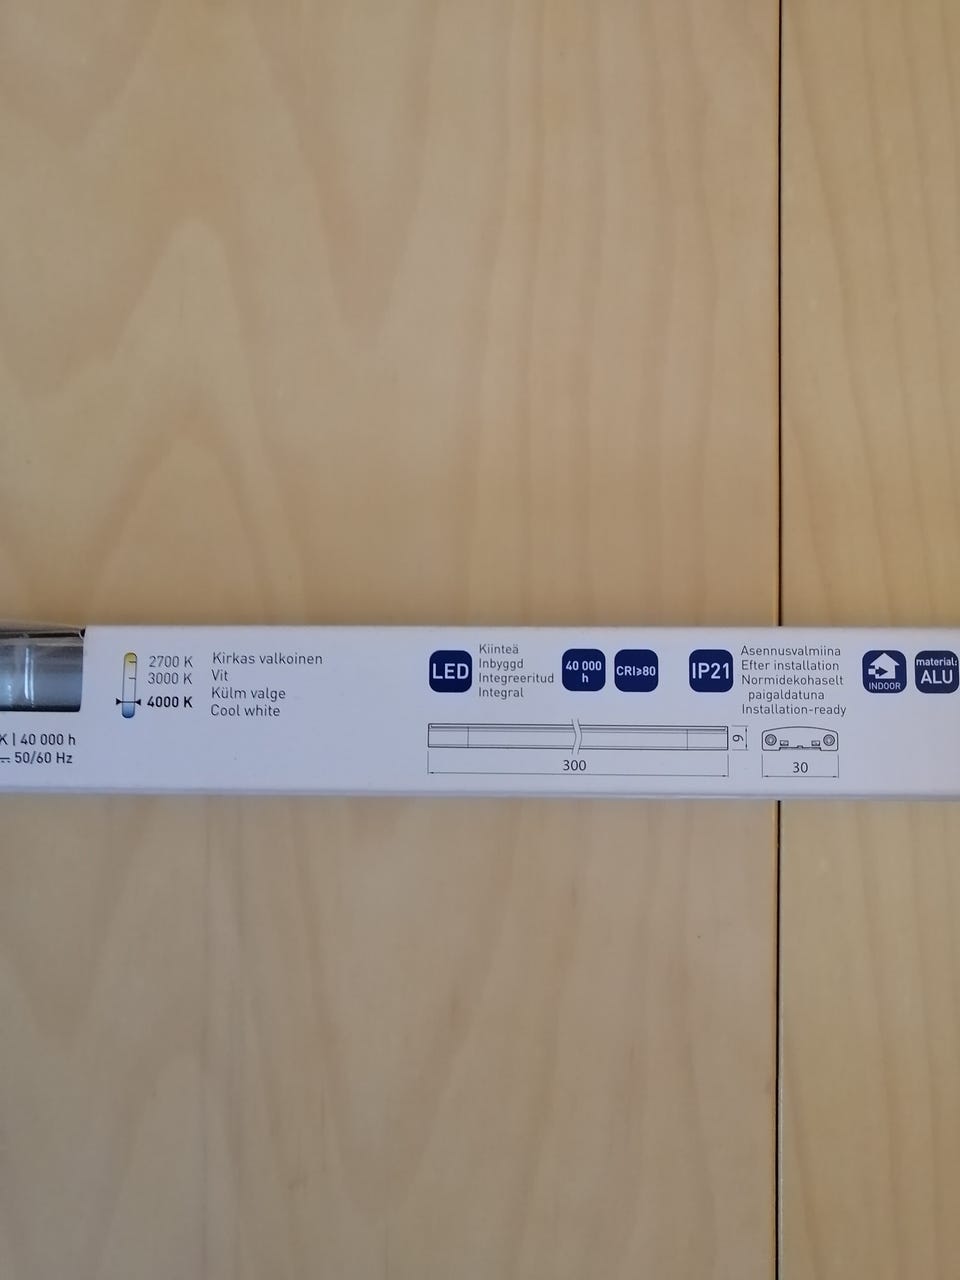 2700 K
3000 K
4000 K
Kirkas valkoinen
Vit
Külm valge
Cool white
K | 40 000 h
50/60 Hz
LED
Kiinteä
Inbyggd
Integreeritud
Integral
40 000
h
CRI≥80
IP21
Asennusvalmiina
Efter installation
Normidekohaselt
paigaldatuna
Installation-ready
INDOOR
material:
ALU
300
9
30